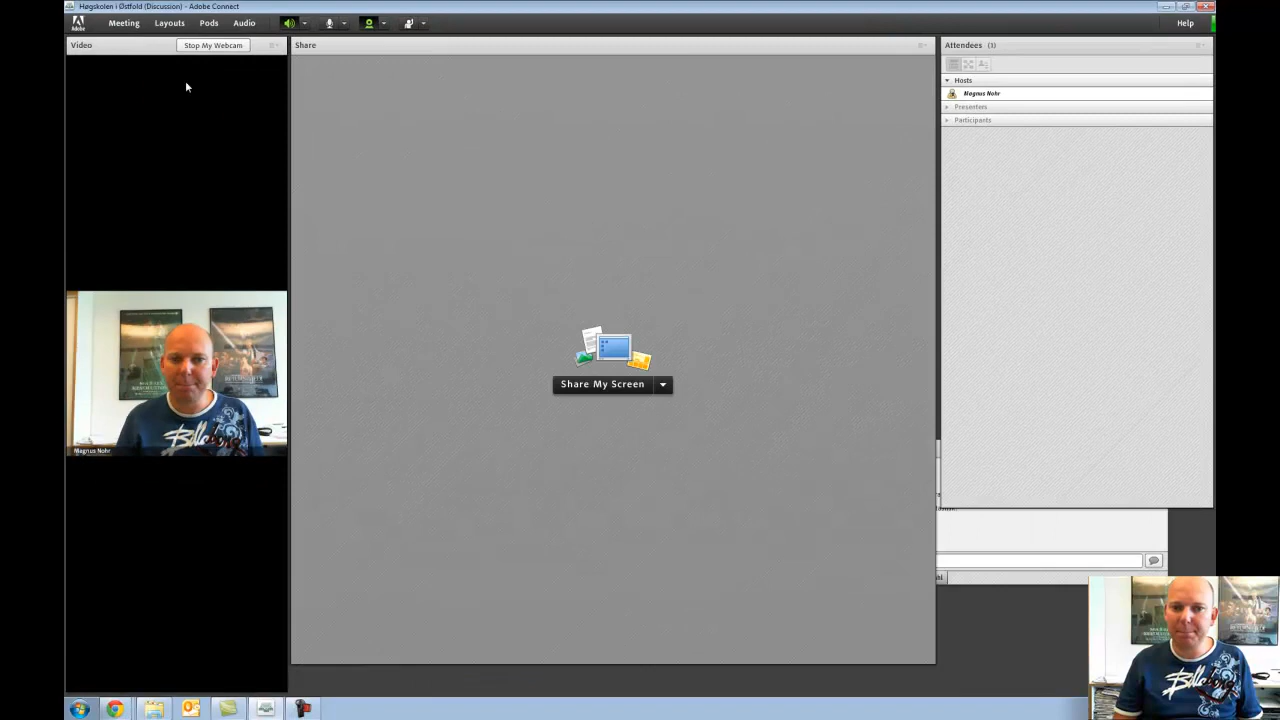 Høgskolen i Østfold (Discussion) - Adobe Connect
Adobe
Meeting
Layouts
Pods
Audio
Help
Video
Stop My Webcam
Share
Attendees (1)
Hosts
Magnus Nohr
Presenters
Participants
Share My Screen
Magnus Nohr